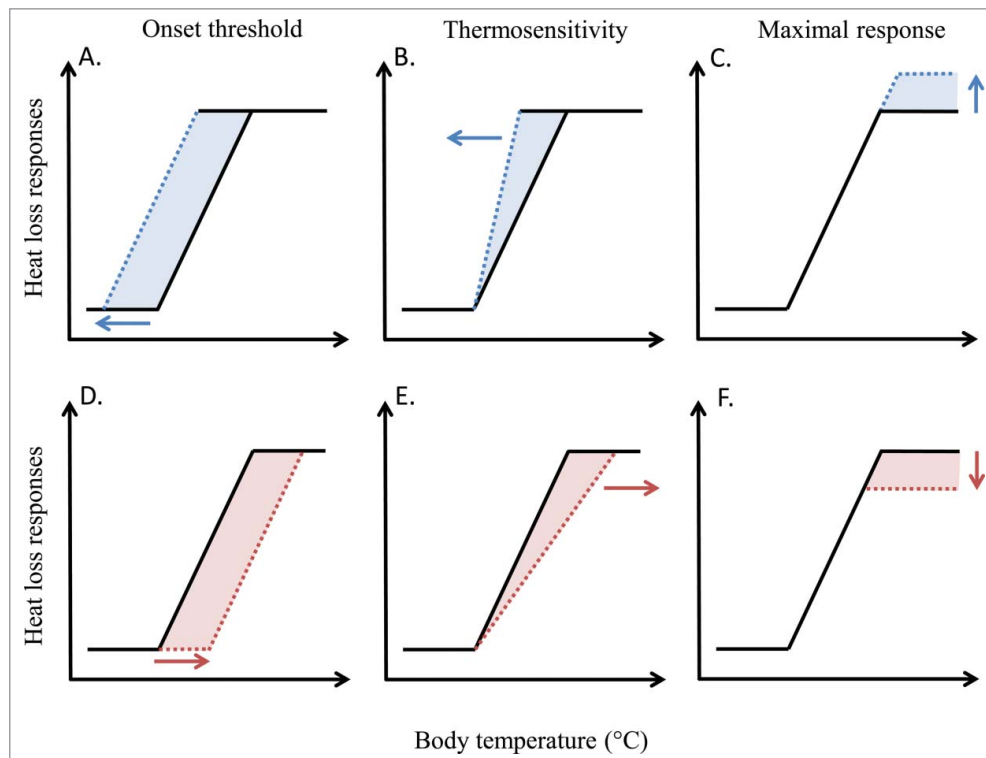 Onset threshold
Thermosensitivity
Maximal response
A.
B.
C.
Heat loss responses
D.
E.
F.
Heat loss responses
Body temperature (°C)